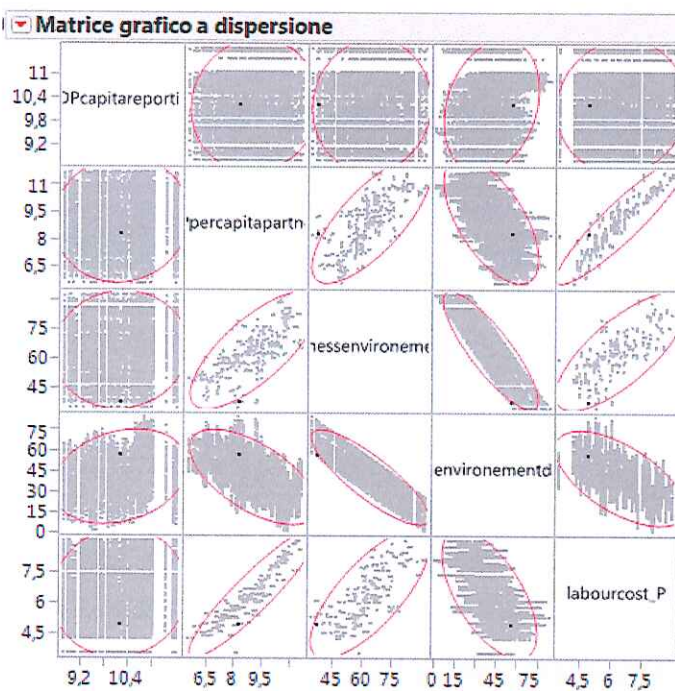 Matrice grafico a dispersione
11
10,4
9,8
9,2
DPcapitareporti
11
9,5
8
6,5
percapitapartn
75
60
45
nessenvironeme
75
60
45
30
15
0
environementd
7,5
6
4,5
labourcost_P
9,2 10,4 6,5 8 9,5 45 60 75 0 15 45 75 4,5 6 7,5